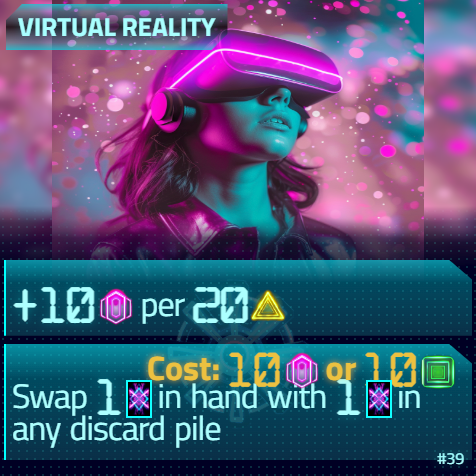 VIRTUAL REALITY
+10 per 20
Cost: 10 or 10
Swap 1 in hand with 1 in
any discard pile
#39